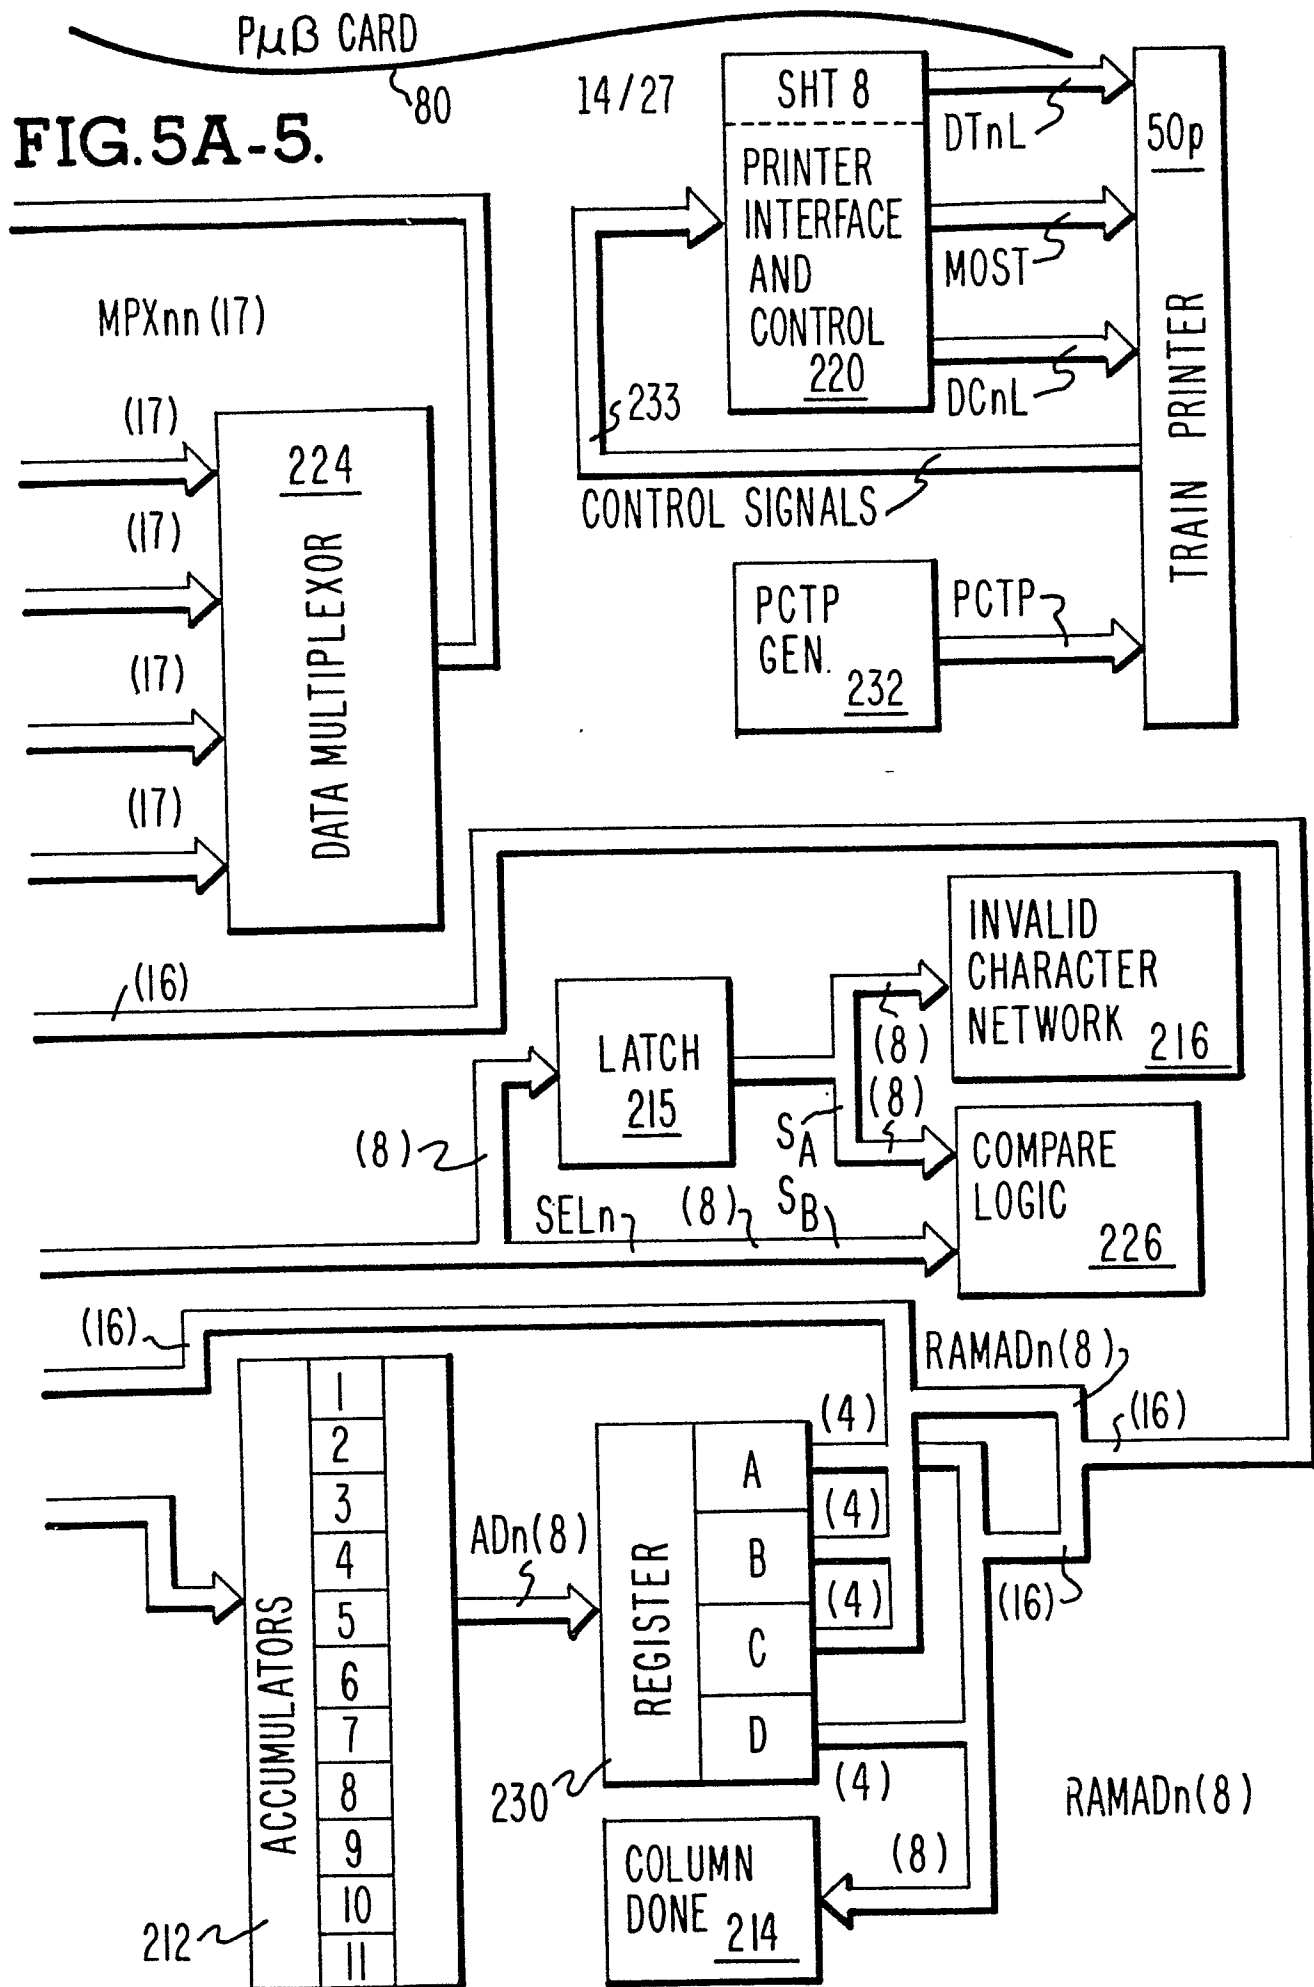 PμB CARD
80
14/27
FIG.5A-5.
SHT 8
PRINTER
INTERFACE
AND
CONTROL
220
DTnL
MOST
DCnL
50p
TRAIN PRINTER
233
CONTROL SIGNALS
PCTP
GEN.
232
PCTP
MPXnn (17)
(17)
(17)
(17)
(17)
224
DATA MULTIPLEXOR
(16)
LATCH
215
(8)
(8)
(8)
SA
SELn
(8)
SB
INVALID
CHARACTER
NETWORK 216
COMPARE
LOGIC
226
(16)
ACCUMULATORS
1
2
3
4
5
6
7
8
9
10
11
212
ADn(8)
REGISTER
A
B
C
D
230
(4)
(4)
(4)
(4)
RAMADn(8)
(16)
(16)
RAMADn(8)
(8)
COLUMN
DONE
214